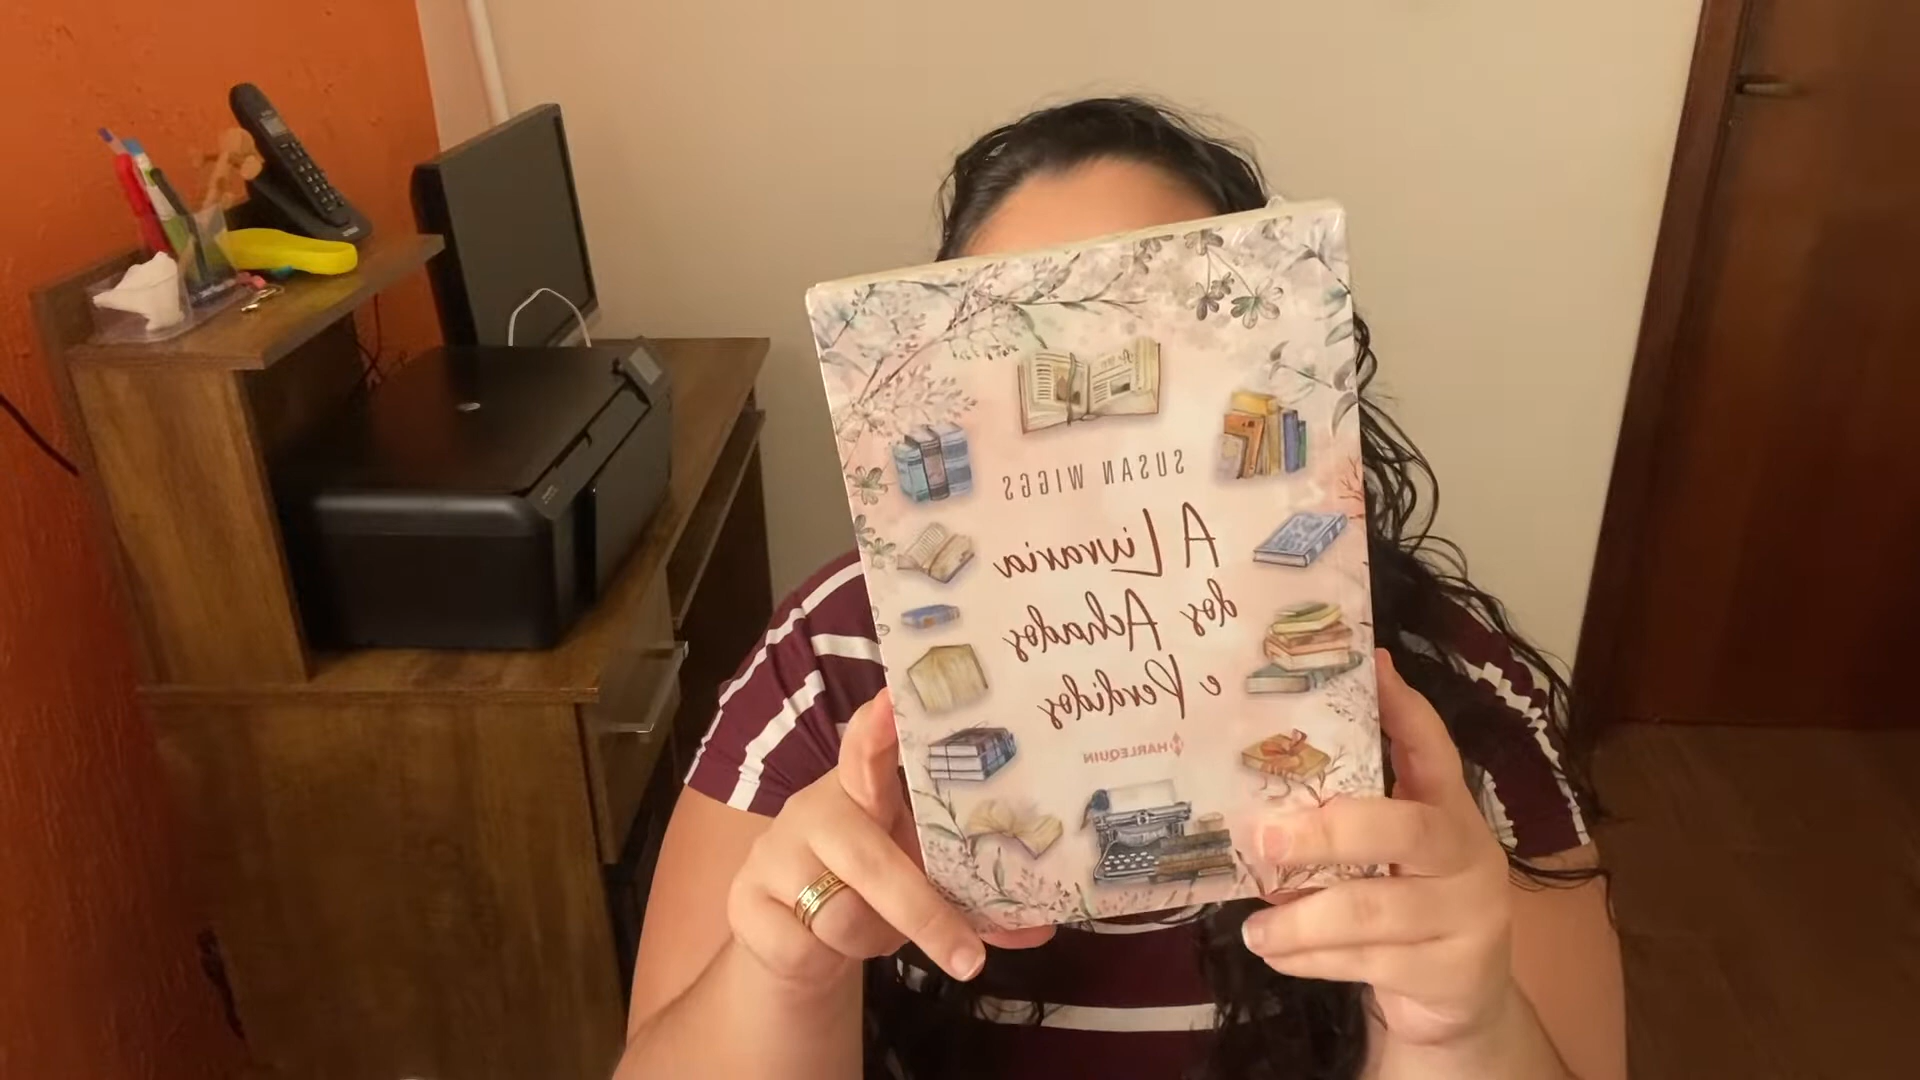 SUSAN WIGGS
A Livraria
dos Achados
e Perdidos
HARLEQUIN